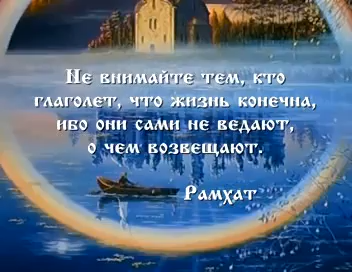 Не внимайте тем, кто
глаголет, что жизнь конечна,
ибо они сами не ведают,
о чем возвещают.
Рамхат